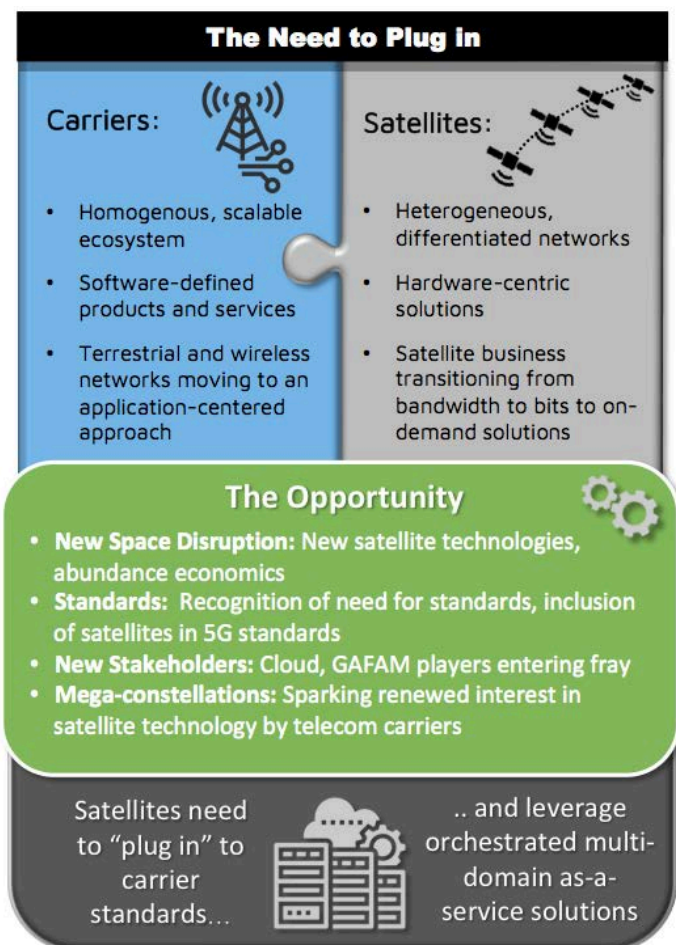 The Need to Plug in
Carriers:
• Homogenous, scalable
ecosystem
• Software-defined
products and services
• Terrestrial and wireless
networks moving to an
application-centered
approach
Satellites:
• Heterogeneous,
differentiated networks
• Hardware-centric
solutions
• Satellite business
transitioning from
bandwidth to bits to on-
demand solutions
The Opportunity
• New Space Disruption: New satellite technologies,
abundance economics
• Standards: Recognition of need for standards, inclusion
of satellites in 5G standards
• New Stakeholders: Cloud, GAFAM players entering fray
• Mega-constellations: Sparking renewed interest in
satellite technology by telecom carriers
Satellites need
to “plug in” to
carrier
standards...
.. and leverage
orchestrated multi-
domain as-a-
service solutions